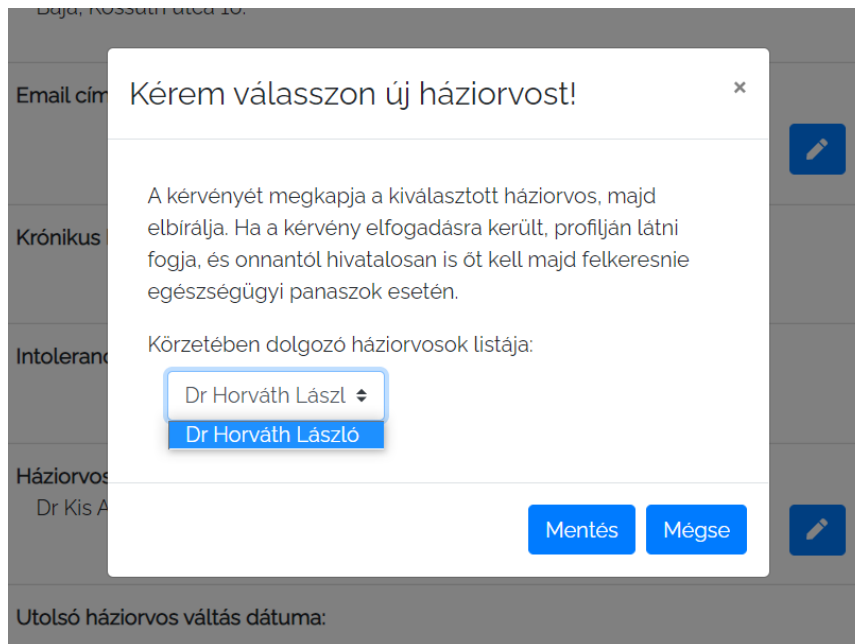 Baja, Kossuth utca 16.
Kérem válasszon új háziorvost!
×
Email cím
A kérvényét megkapja a kiválasztott háziorvos, majd
elbírálja. Ha a kérvény elfogadásra került, profilján látni
fogja, és onnantól hivatalosan is őt kell majd felkeresnie
egészségügyi panaszok esetén.
Krónikus
Körzetében dolgozó háziorvosok listája:
Intoleran
Dr Horváth Lászl
Dr Horváth László
Háziorvos
Dr Kis A
Mentés Mégse
Utolsó háziorvos váltás dátuma: